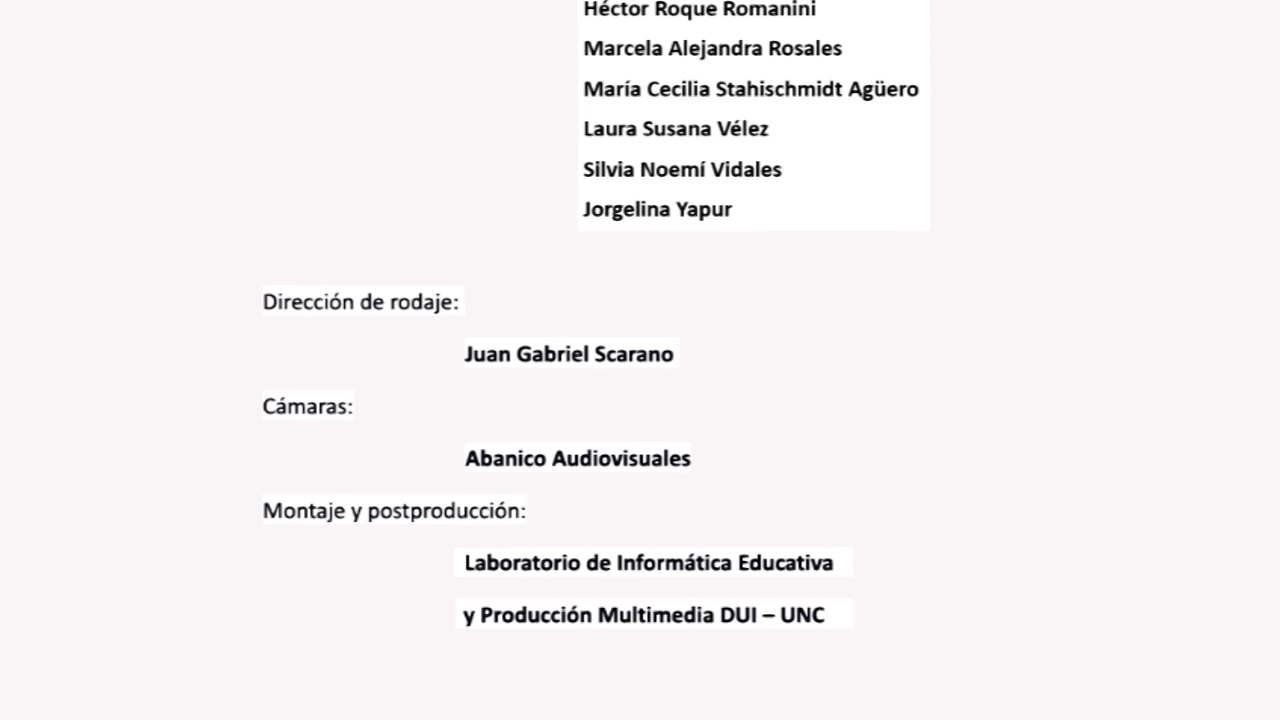 Héctor Roque Romanini
Marcela Alejandra Rosales
María Cecilia Stahischmidt Agüero
Laura Susana Vélez
Silvia Noemí Vidales
Jorgelina Yapur
Dirección de rodaje:
Juan Gabriel Scarano
Cámaras:
Abanico Audiovisuales
Montaje y postproducción:
Laboratorio de Informática Educativa
y Producción Multimedia DUI – UNC